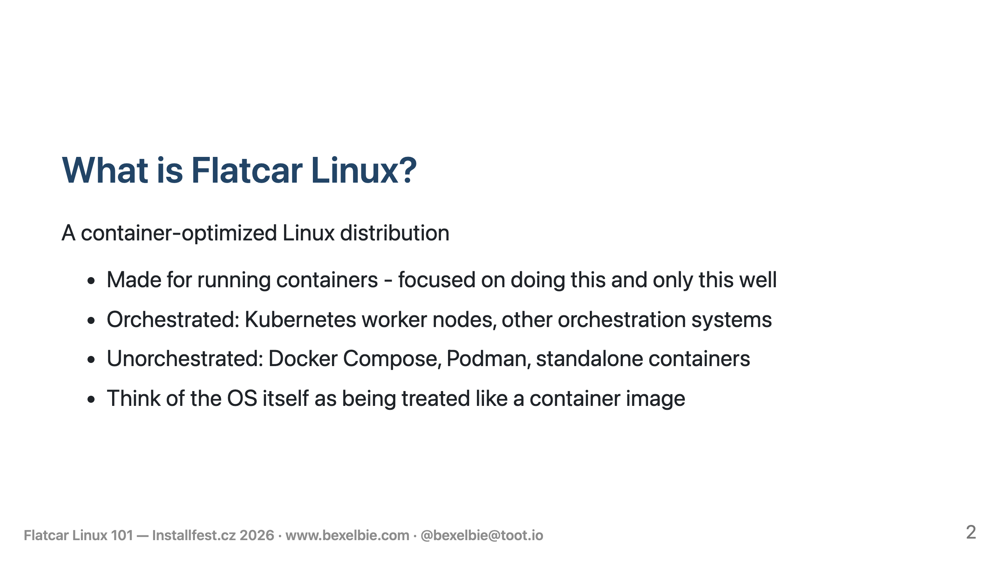 What is Flatcar Linux?
A container-optimized Linux distribution
• Made for running containers - focused on doing this and only this well
• Orchestrated: Kubernetes worker nodes, other orchestration systems
• Unorchestrated: Docker Compose, Podman, standalone containers
• Think of the OS itself as being treated like a container image
Flatcar Linux 101 — Installfest.cz 2026 · www.bexelbie.com · @bexelbie@toot.io
2